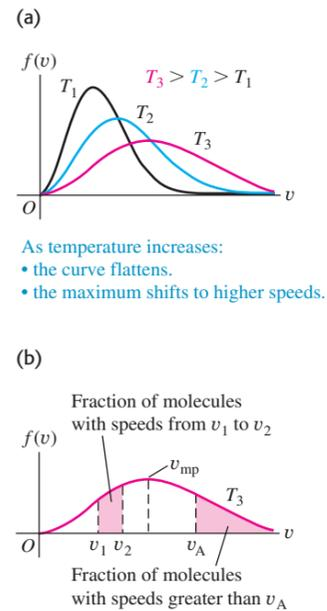 (a)
f(v)
T₃ > T₂ > T₁
T₁
T₂
T₃
O
v
As temperature increases:
• the curve flattens.
• the maximum shifts to higher speeds.
(b)
Fraction of molecules
with speeds from v₁ to v₂
f(v)
vmp
T₃
O
v₁ v₂
vA
v
Fraction of molecules
with speeds greater than vA